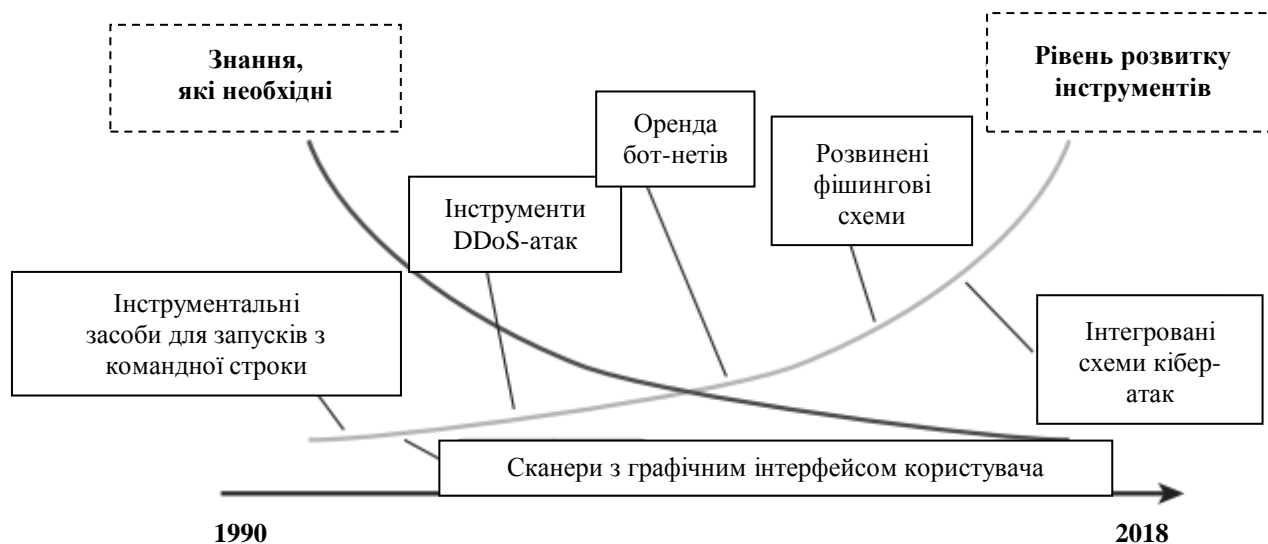 Знання,
які необхідні
Рівень розвитку
інструментів
Оренда
бот-нетів
Розвинені
фішингові
схеми
Інструменти
DDoS-атак
Інструментальні
засоби для запусків з
командної строки
Інтегровані
схеми кібер-
атак
Сканери з графічним інтерфейсом користувача
1990
2018